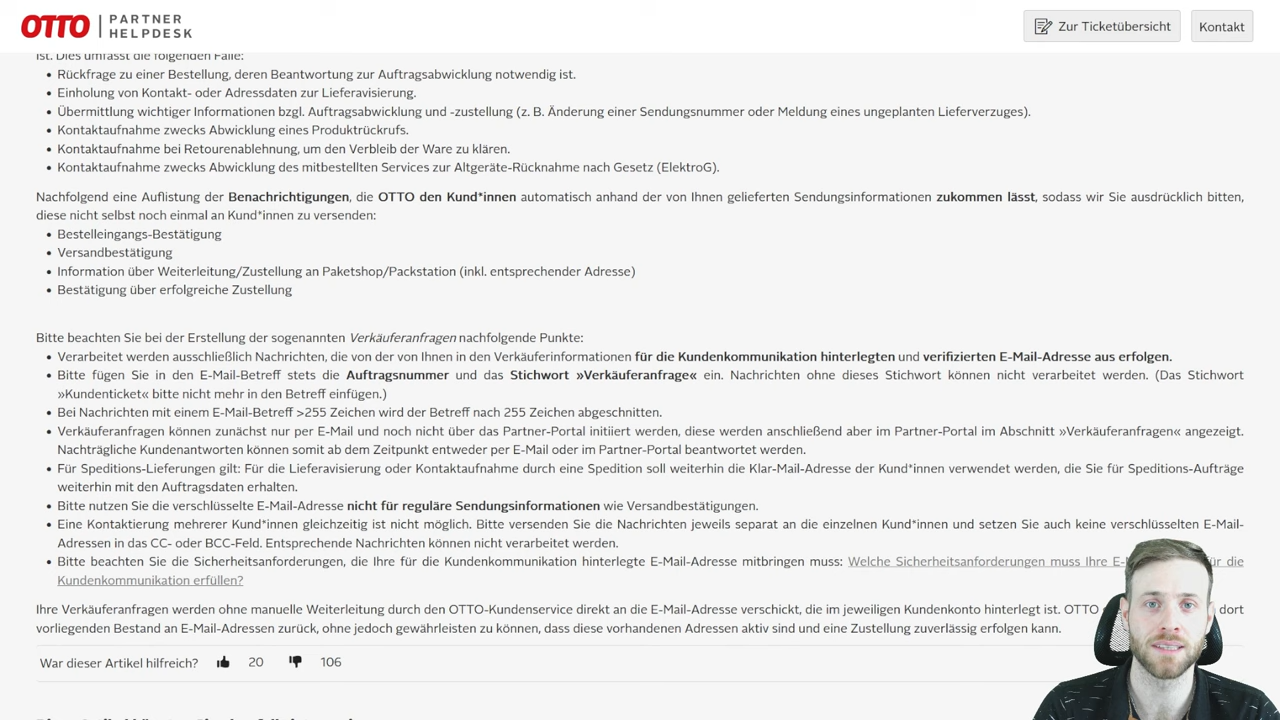 OTTO | PARTNER HELPDESK
Zur Ticketübersicht
Kontakt
ist. Dies umfasst die folgenden Fälle:
• Rückfrage zu einer Bestellung, deren Beantwortung zur Auftragsabwicklung notwendig ist.
• Einholung von Kontakt- oder Adressdaten zur Lieferavisierung.
• Übermittlung wichtiger Informationen bzgl. Auftragsabwicklung und -zustellung (z. B. Änderung einer Sendungsnummer oder Meldung eines ungeplanten Lieferverzuges).
• Kontaktaufnahme zwecks Abwicklung eines Produktrückrufs.
• Kontaktaufnahme bei Retourenablehnung, um den Verbleib der Ware zu klären.
• Kontaktaufnahme zwecks Abwicklung des mitbestellten Services zur Altgeräte-Rücknahme nach Gesetz (ElektroG).
Nachfolgend eine Auflistung der Benachrichtigungen, die OTTO den Kund*innen automatisch anhand der von Ihnen gelieferten Sendungsinformationen zukommen lässt, sodass wir Sie ausdrücklich bitten,
diese nicht selbst noch einmal an Kund*innen zu versenden:
• Bestelleingangs-Bestätigung
• Versandbestätigung
• Information über Weiterleitung/Zustellung an Paketshop/Packstation (inkl. entsprechender Adresse)
• Bestätigung über erfolgreiche Zustellung
Bitte beachten Sie bei der Erstellung der sogenannten Verkäuferanfragen nachfolgende Punkte:
• Verarbeitet werden ausschließlich Nachrichten, die von der von Ihnen in den Verkäuferinformationen für die Kundenkommunikation hinterlegten und verifizierten E-Mail-Adresse aus erfolgen.
• Bitte fügen Sie in den E-Mail-Betreff stets die Auftragsnummer und das Stichwort »Verkäuferanfrage« ein. Nachrichten ohne dieses Stichwort können nicht verarbeitet werden. (Das Stichwort
»Kundenticket« bitte nicht mehr in den Betreff einfügen.)
• Bei Nachrichten mit einem E-Mail-Betreff >255 Zeichen wird der Betreff nach 255 Zeichen abgeschnitten.
• Verkäuferanfragen können zunächst nur per E-Mail und noch nicht über das Partner-Portal initiiert werden, diese werden anschließend aber im Partner-Portal im Abschnitt »Verkäuferanfragen« angezeigt.
Nachträgliche Kundenantworten können somit ab dem Zeitpunkt entweder per E-Mail oder im Partner-Portal beantwortet werden.
• Für Speditions-Lieferungen gilt: Für die Lieferavisierung oder Kontaktaufnahme durch eine Spedition soll weiterhin die Klar-Mail-Adresse der Kund*innen verwendet werden, die Sie für Speditions-Aufträge
weiterhin mit den Auftragsdaten erhalten.
• Bitte nutzen Sie die verschlüsselte E-Mail-Adresse nicht für reguläre Sendungsinformationen wie Versandbestätigungen.
• Eine Kontaktierung mehrerer Kund*innen gleichzeitig ist nicht möglich. Bitte versenden Sie die Nachrichten jeweils separat an die einzelnen Kund*innen und setzen Sie auch keine verschlüsselten E-Mail-
Adressen in das CC- oder BCC-Feld. Entsprechende Nachrichten können nicht verarbeitet werden.
• Bitte beachten Sie die Sicherheitsanforderungen, die Ihre für die Kundenkommunikation hinterlegte E-Mail-Adresse mitbringen muss: Welche Sicherheitsanforderungen muss Ihre für die
Kundenkommunikation erfüllen?
Ihre Verkäuferanfragen werden ohne manuelle Weiterleitung durch den OTTO-Kundenservice direkt an die E-Mail-Adresse verschickt, die im jeweiligen Kundenkonto hinterlegt ist. OTTO dort
vorliegenden Bestand an E-Mail-Adressen zurück, ohne jedoch gewährleisten zu können, dass diese vorhandenen Adressen aktiv sind und eine Zustellung zuverlässig erfolgen kann.
War dieser Artikel hilfreich? 20 106